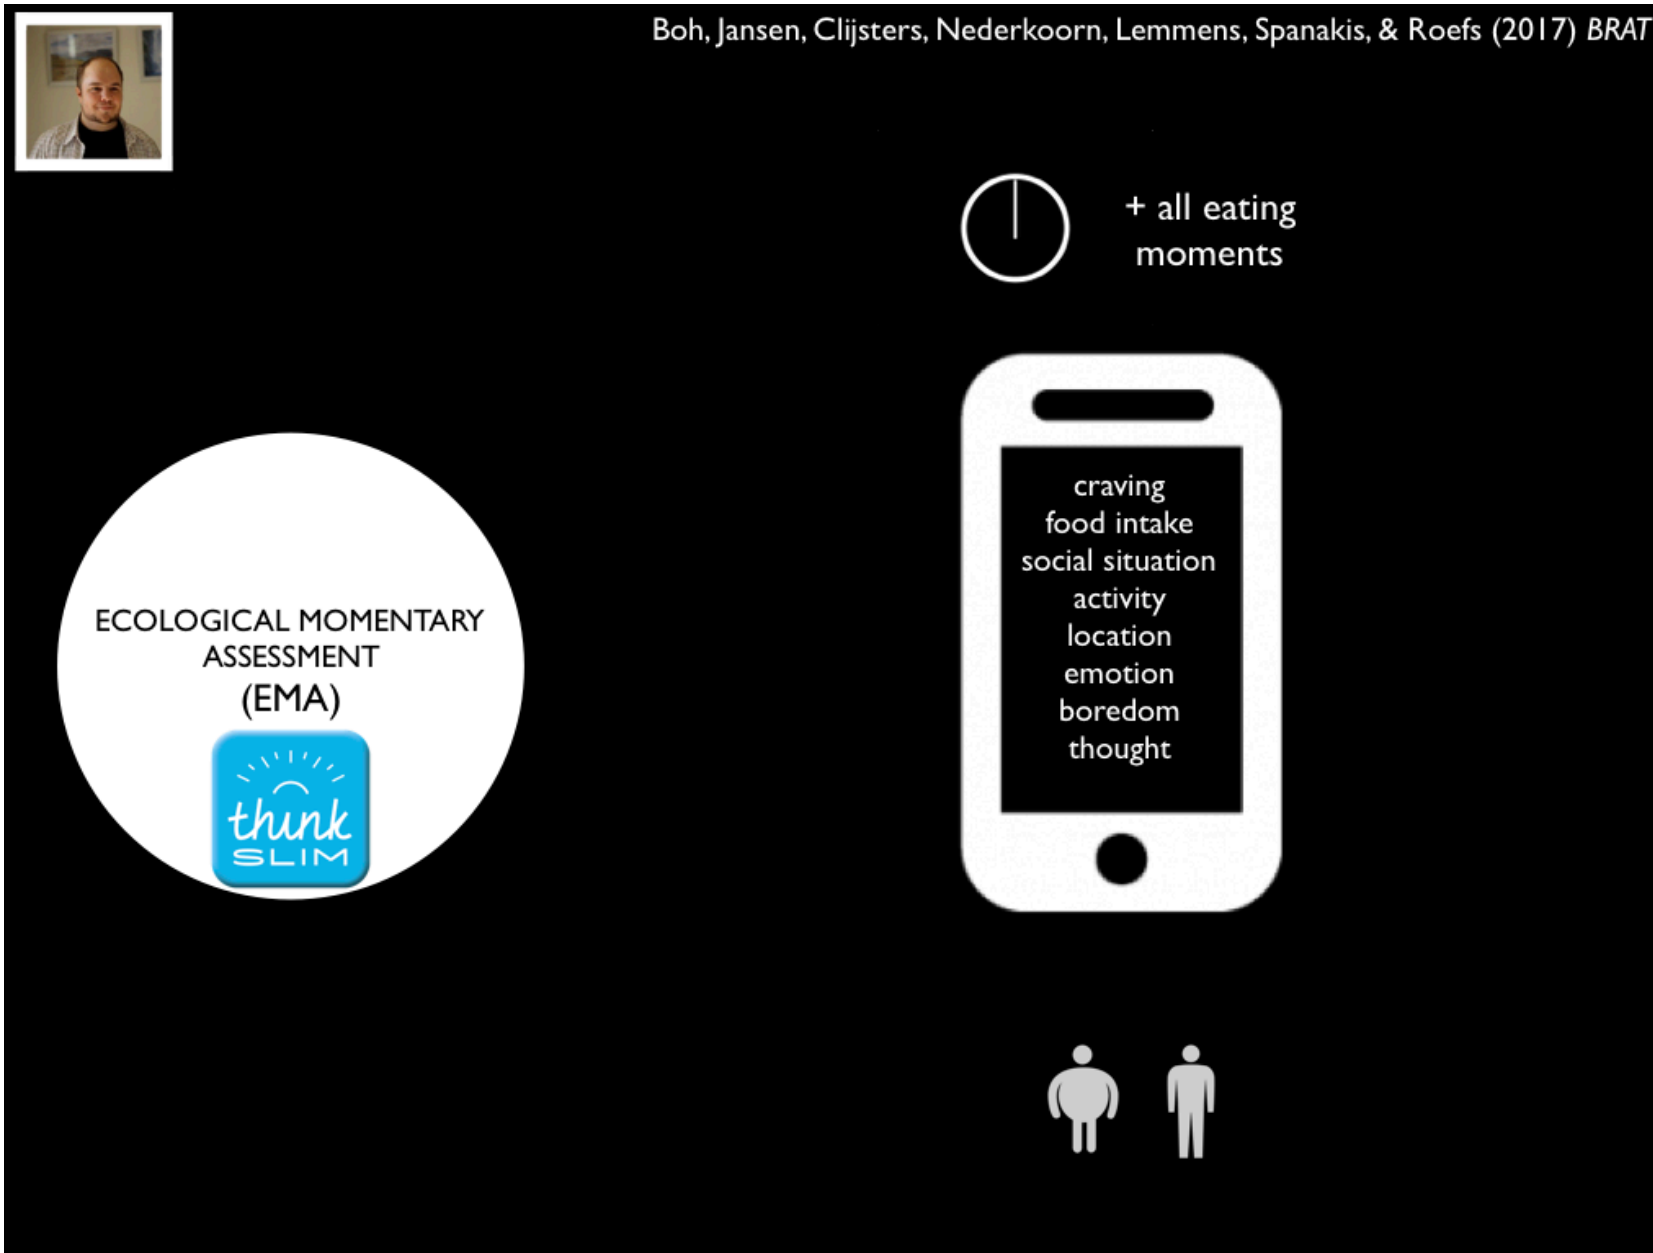 Boh, Jansen, Clijsters, Nederkoorn, Lemmens, Spanakis, & Roefs (2017) BRAT
+ all eating
moments
craving
food intake
social situation
activity
location
emotion
boredom
thought
ECOLOGICAL MOMENTARY
ASSESSMENT
(EMA)
think
SLIM